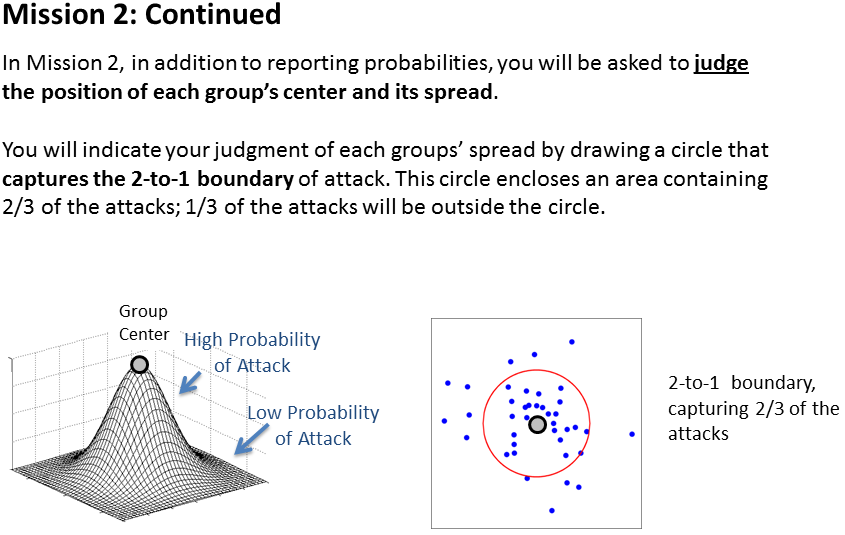 Mission 2: Continued
In Mission 2, in addition to reporting probabilities, you will be asked to judge
the position of each group's center and its spread.
You will indicate your judgment of each groups' spread by drawing a circle that
captures the 2-to-1 boundary of attack. This circle encloses an area containing
2/3 of the attacks; 1/3 of the attacks will be outside the circle.
Group
Center
High Probability
of Attack
Low Probability
of Attack
2-to-1 boundary,
capturing 2/3 of the
attacks